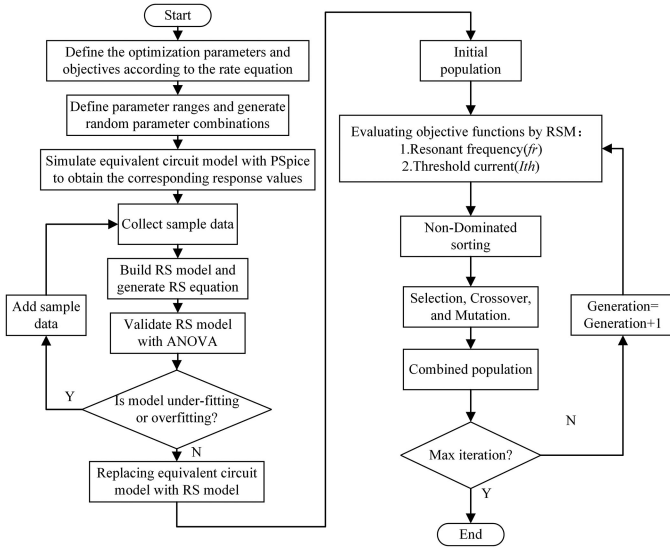 Start
Define the optimization parameters and
objectives according to the rate equation
Define parameter ranges and generate
random parameter combinations
Simulate equivalent circuit model with PSpice
to obtain the corresponding response values
Collect sample data
Build RS model and
generate RS equation
Add sample
data
Validate RS model
with ANOVA
Y
Is model under-fitting
or overfitting?
N
Replacing equivalent circuit
model with RS model
Initial
population
Evaluating objective functions by RSM：
1.Resonant frequency(fr)
2.Threshold current(Ith)
Non-Dominated
sorting
Selection, Crossover,
and Mutation.
Generation=
Generation+1
Combined population
N
Max iteration?
Y
End